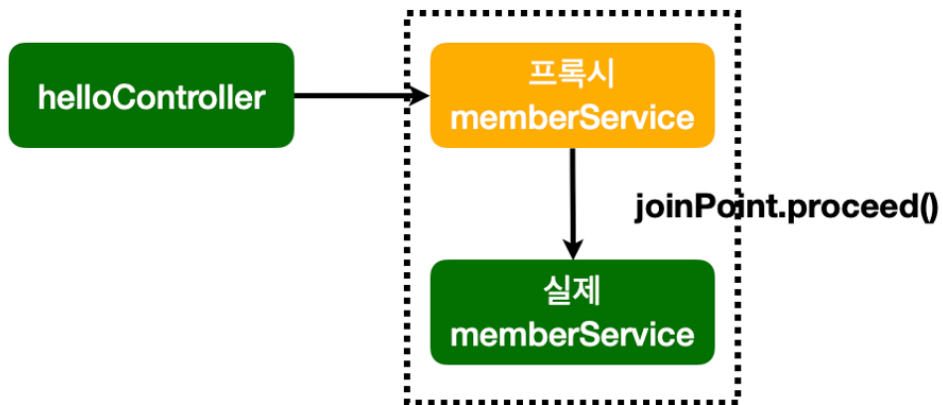 helloController
프록시
memberService
joinPoint.proceed()
실제
memberService